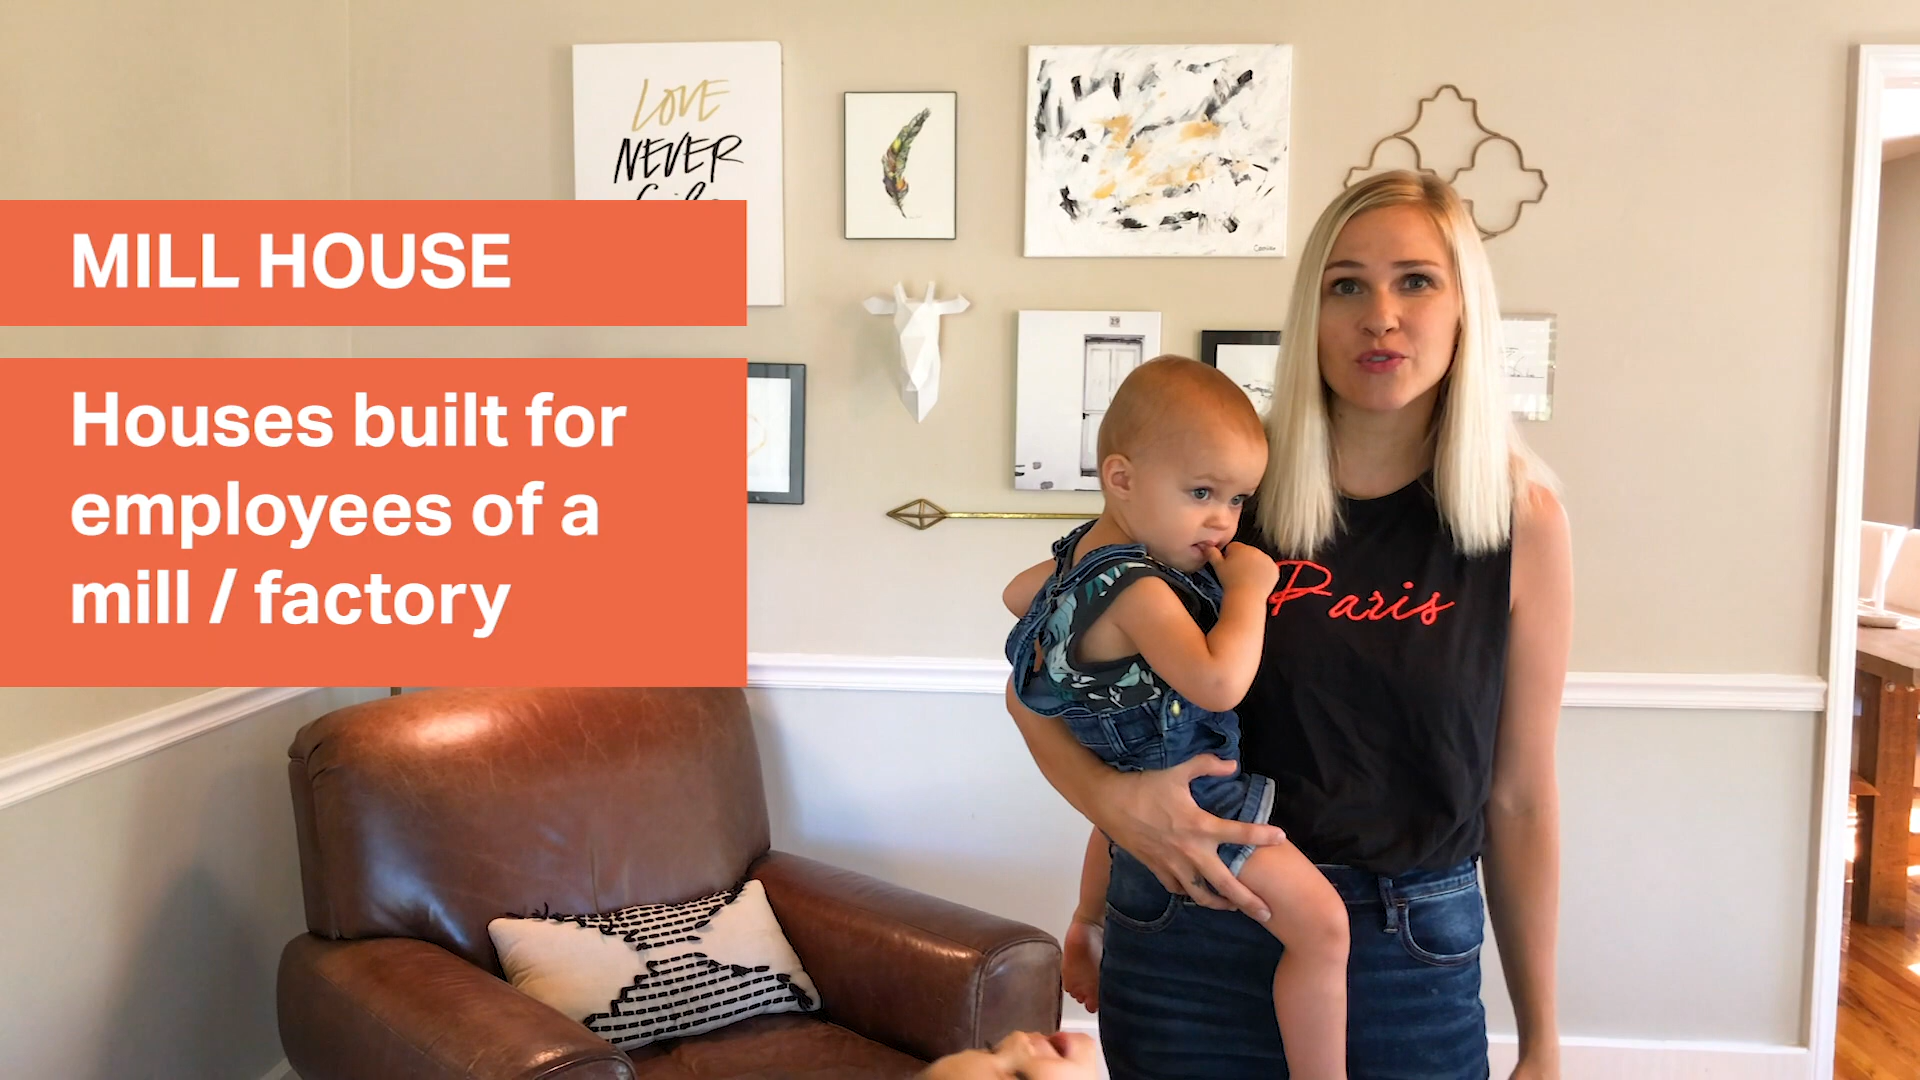 LOVE
NEVER
MILL HOUSE
Houses built for
employees of a
mill / factory
Paris